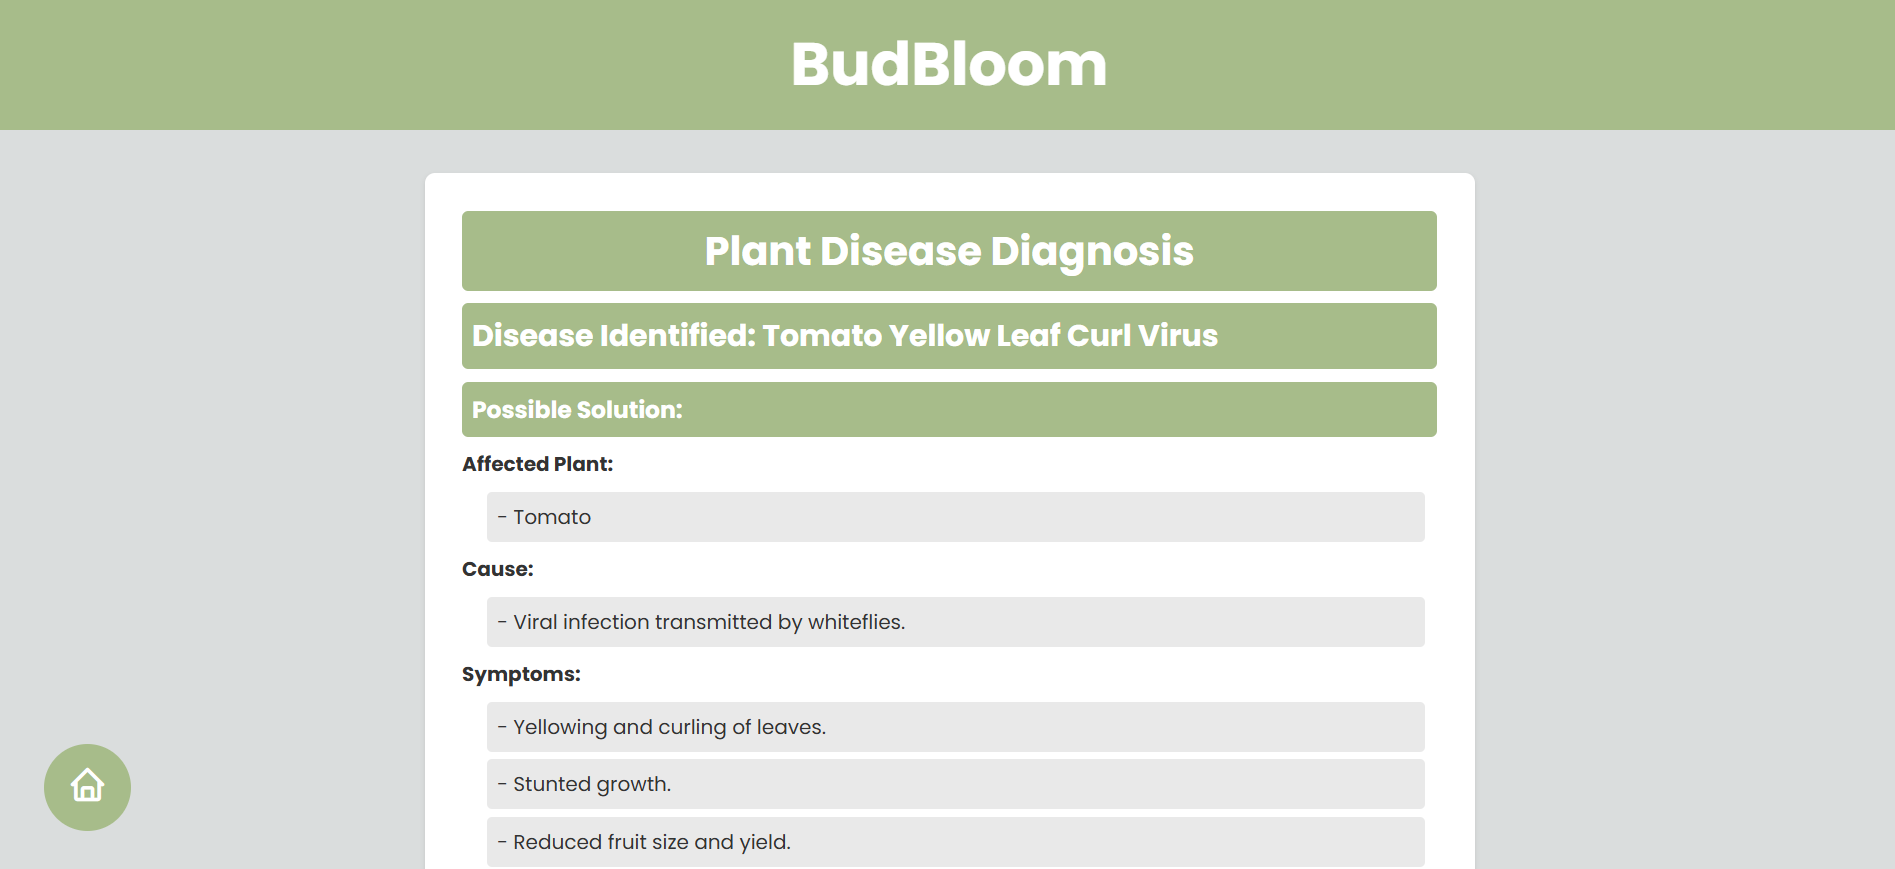 BudBloom
Plant Disease Diagnosis
Disease Identified: Tomato Yellow Leaf Curl Virus
Possible Solution:
Affected Plant:
- Tomato
Cause:
- Viral infection transmitted by whiteflies.
Symptoms:
- Yellowing and curling of leaves.
- Stunted growth.
- Reduced fruit size and yield.